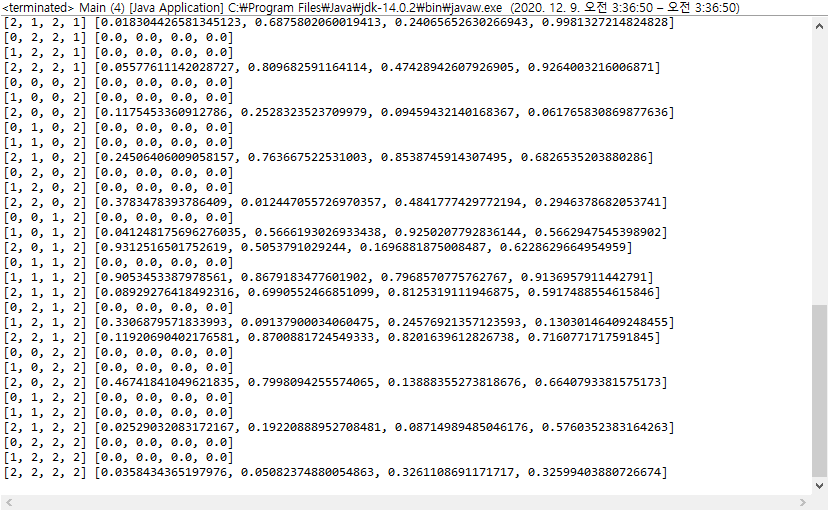 <terminated> Main (4) [Java Application] C:₩Program Files₩Java₩jdk-14.0.2₩bin₩javaw.exe  (2020. 12. 9. 오전 3:36:50 – 오전 3:36:50)
[2, 1, 2, 1] [0.018304426581345123, 0.6875802060019413, 0.24065652630266943, 0.9981327214824828]
[0, 2, 2, 1] [0.0, 0.0, 0.0, 0.0]
[1, 2, 2, 1] [0.0, 0.0, 0.0, 0.0]
[2, 2, 2, 1] [0.05577611142028727, 0.809682591164114, 0.47428942607926905, 0.9264003216006871]
[0, 0, 0, 2] [0.0, 0.0, 0.0, 0.0]
[1, 0, 0, 2] [0.0, 0.0, 0.0, 0.0]
[2, 0, 0, 2] [0.1175453360912786, 0.2528323523709979, 0.09459432140168367, 0.061765830869877636]
[0, 1, 0, 2] [0.0, 0.0, 0.0, 0.0]
[1, 1, 0, 2] [0.0, 0.0, 0.0, 0.0]
[2, 1, 0, 2] [0.24506406009058157, 0.763667522531003, 0.8538745914307495, 0.6826535203880286]
[0, 2, 0, 2] [0.0, 0.0, 0.0, 0.0]
[1, 2, 0, 2] [0.0, 0.0, 0.0, 0.0]
[2, 2, 0, 2] [0.3783478393786409, 0.012447055726970357, 0.4841777429772194, 0.2946378682053741]
[0, 0, 1, 2] [0.0, 0.0, 0.0, 0.0]
[1, 0, 1, 2] [0.041248175696276035, 0.5666193026933438, 0.9250207792836144, 0.5662947545398902]
[2, 0, 1, 2] [0.9312516501752619, 0.5053791029244, 0.1696881875008487, 0.6228629664954959]
[0, 1, 1, 2] [0.0, 0.0, 0.0, 0.0]
[1, 1, 1, 2] [0.9053453387978561, 0.8679183477601902, 0.7968570775762767, 0.9136957911442791]
[2, 1, 1, 2] [0.08929276418492316, 0.6990552466851099, 0.8125319111946875, 0.5917488554615846]
[0, 2, 1, 2] [0.0, 0.0, 0.0, 0.0]
[1, 2, 1, 2] [0.3306879571833993, 0.09137900034060475, 0.24576921357123593, 0.13030146409248455]
[2, 2, 1, 2] [0.11920690402176581, 0.8700881724549333, 0.8201639612826738, 0.7160771717591845]
[0, 0, 2, 2] [0.0, 0.0, 0.0, 0.0]
[1, 0, 2, 2] [0.0, 0.0, 0.0, 0.0]
[2, 0, 2, 2] [0.46741841049621835, 0.7998094255574065, 0.13888355273818676, 0.6640793381575173]
[0, 1, 2, 2] [0.0, 0.0, 0.0, 0.0]
[1, 1, 2, 2] [0.0, 0.0, 0.0, 0.0]
[2, 1, 2, 2] [0.02529032083172167, 0.19220888952708481, 0.08714989485046176, 0.5760352383164263]
[0, 2, 2, 2] [0.0, 0.0, 0.0, 0.0]
[1, 2, 2, 2] [0.0, 0.0, 0.0, 0.0]
[2, 2, 2, 2] [0.0358434365197976, 0.05082374880054863, 0.3261108691171717, 0.32599403880726674]